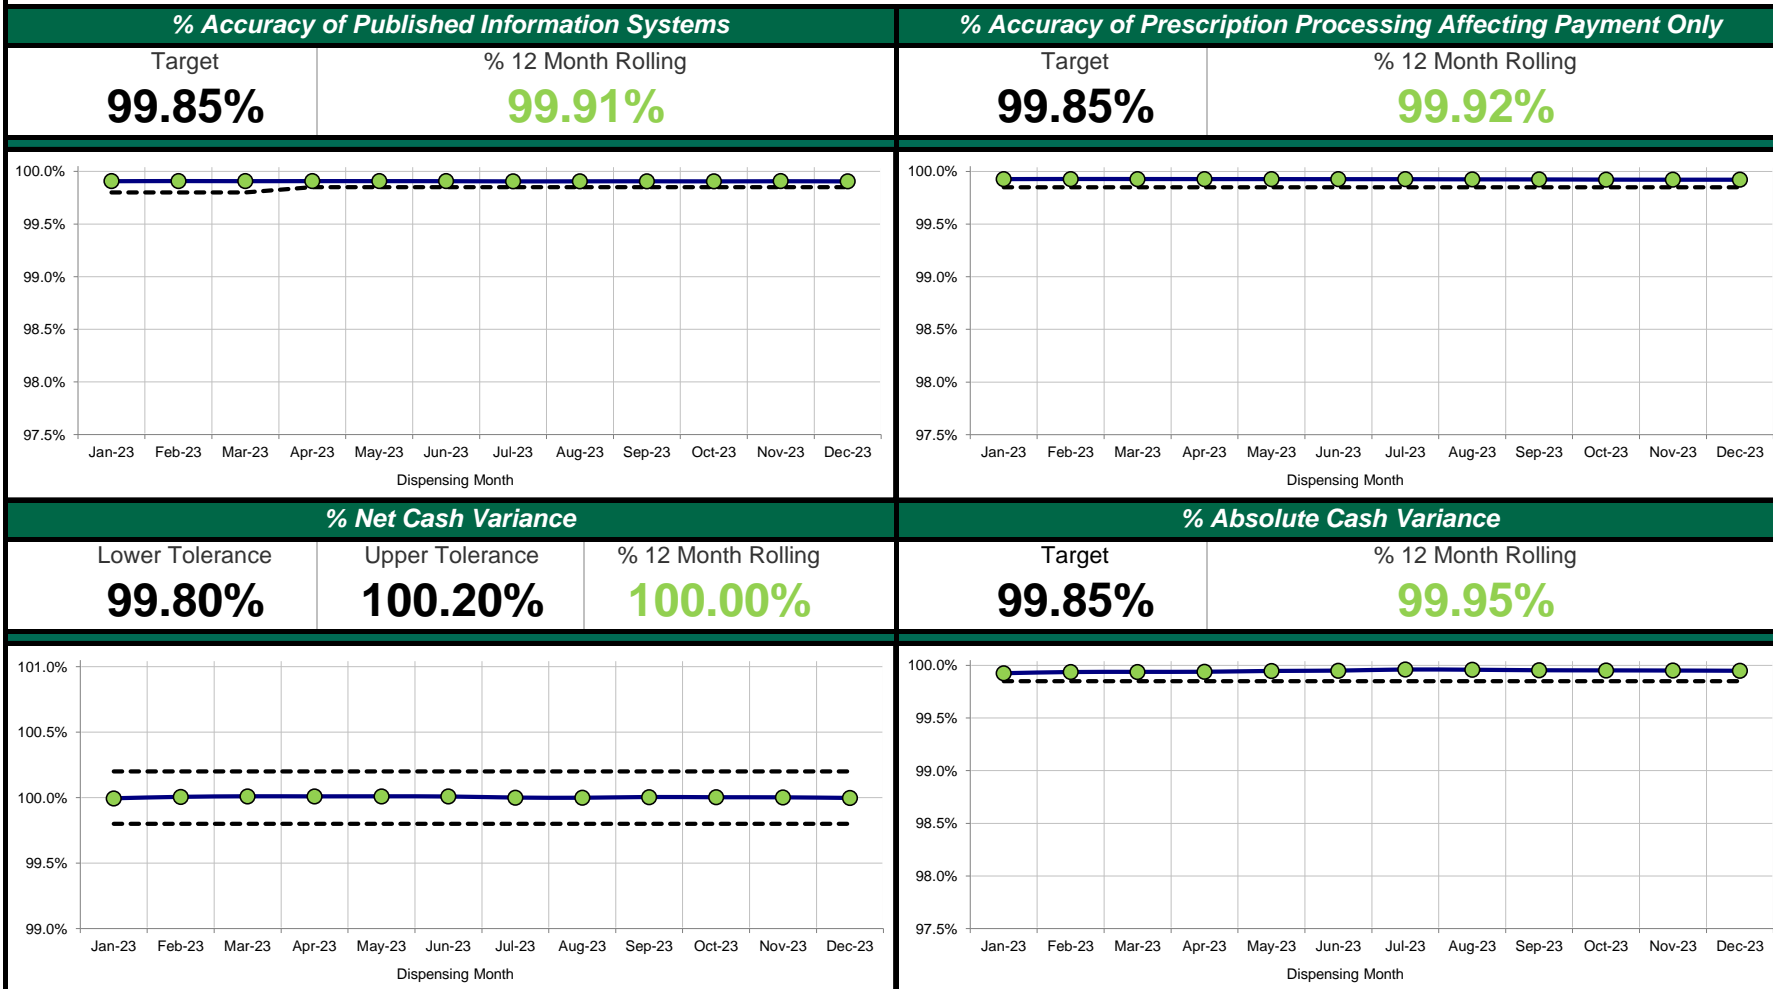 % Accuracy of Published Information Systems
Target
% 12 Month Rolling
99.85%
99.91%
100.0%
99.5%
99.0%
98.5%
98.0%
97.5%
Jan-23 Feb-23 Mar-23 Apr-23 May-23 Jun-23 Jul-23 Aug-23 Sep-23 Oct-23 Nov-23 Dec-23
Dispensing Month
% Accuracy of Prescription Processing Affecting Payment Only
Target
% 12 Month Rolling
99.85%
99.92%
100.0%
99.5%
99.0%
98.5%
98.0%
97.5%
Jan-23 Feb-23 Mar-23 Apr-23 May-23 Jun-23 Jul-23 Aug-23 Sep-23 Oct-23 Nov-23 Dec-23
Dispensing Month
% Net Cash Variance
Lower Tolerance
Upper Tolerance
% 12 Month Rolling
99.80%
100.20%
100.00%
101.0%
100.5%
100.0%
99.5%
99.0%
Jan-23 Feb-23 Mar-23 Apr-23 May-23 Jun-23 Jul-23 Aug-23 Sep-23 Oct-23 Nov-23 Dec-23
Dispensing Month
% Absolute Cash Variance
Target
% 12 Month Rolling
99.85%
99.95%
100.0%
99.5%
99.0%
98.5%
98.0%
97.5%
Jan-23 Feb-23 Mar-23 Apr-23 May-23 Jun-23 Jul-23 Aug-23 Sep-23 Oct-23 Nov-23 Dec-23
Dispensing Month